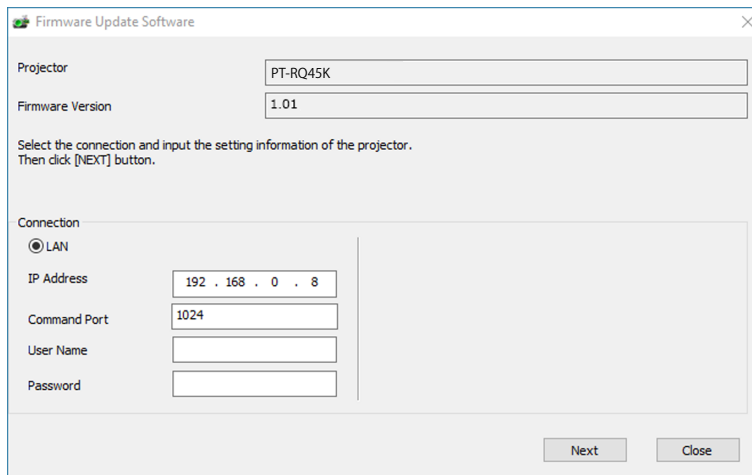 Firmware Update Software
Projector
PT-RQ45K
Firmware Version
1.01
Select the connection and input the setting information of the projector.
Then click [NEXT] button.
Connection
LAN
IP Address
192 . 168 . 0 . 8
Command Port
1024
User Name
Password
Next
Close